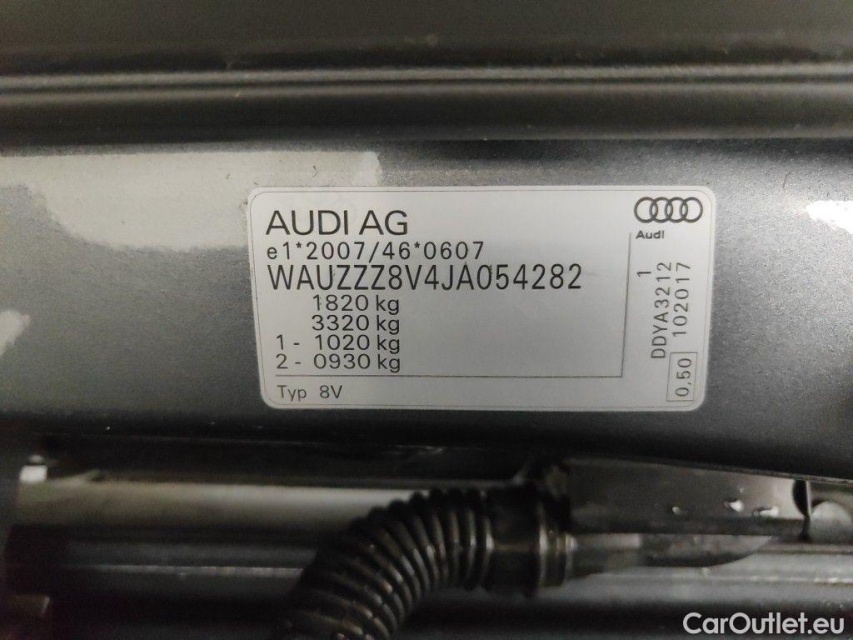 AUDI AG
e1*2007/46*0607
WAUZZZ8V4JA054282
1820 kg
3320 kg
1 - 1020 kg
2 - 0930 kg
Typ 8V
Audi
1
DDYA3212
102017
0,50
CarOutlet.eu